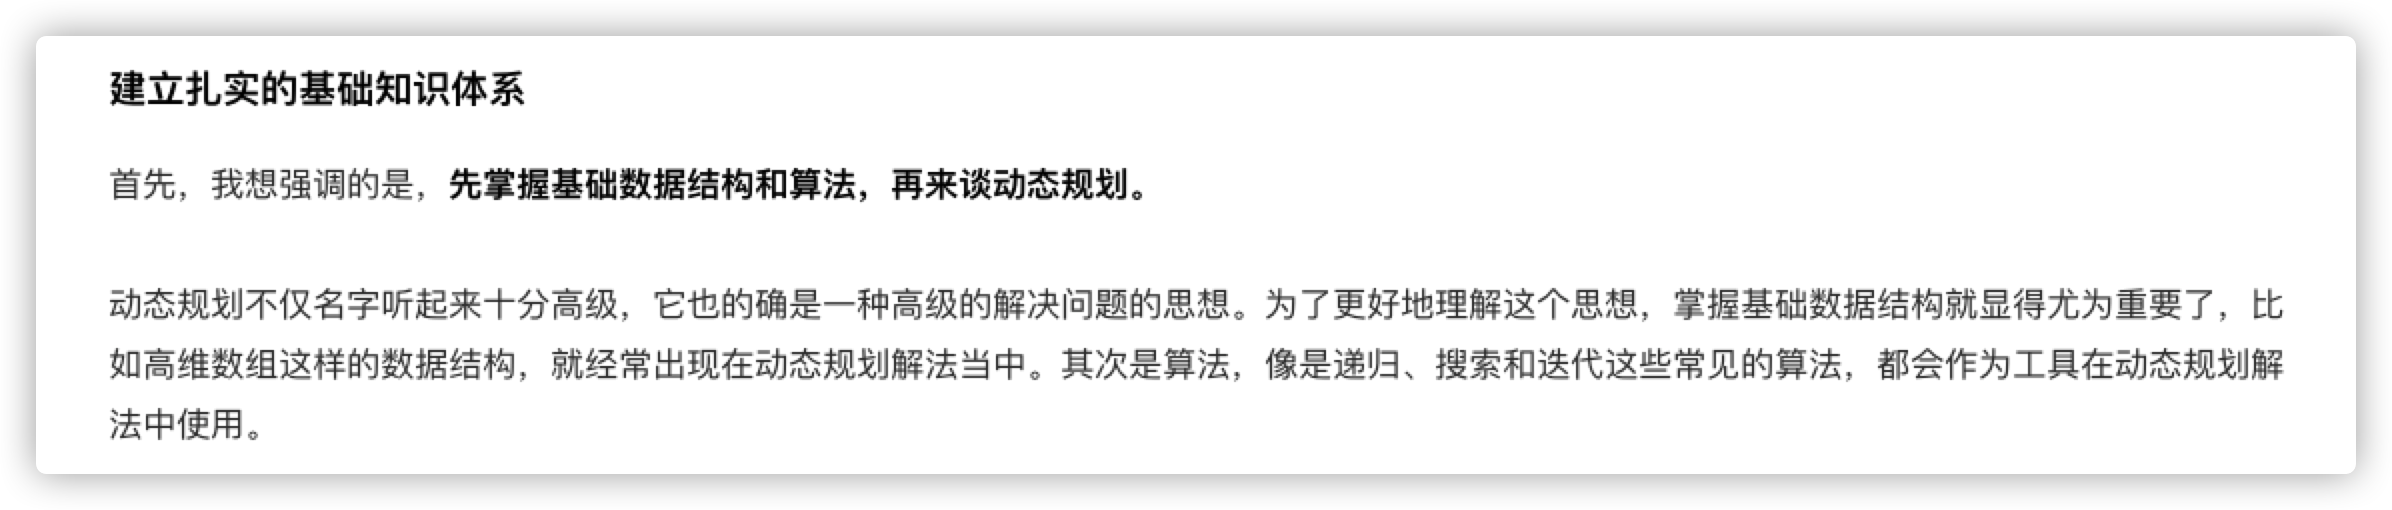 建立扎实的基础知识体系
首先，我想强调的是，先掌握基础数据结构和算法，再来谈动态规划。
动态规划不仅名字听起来十分高级，它也的确是一种高级的解决问题的思想。为了更好地理解这个思想，掌握基础数据结构就显得尤为重要了，比
如高维数组这样的数据结构，就经常出现在动态规划解法当中。其次是算法，像是递归、搜索和迭代这些常见的算法，都会作为工具在动态规划解
法中使用。